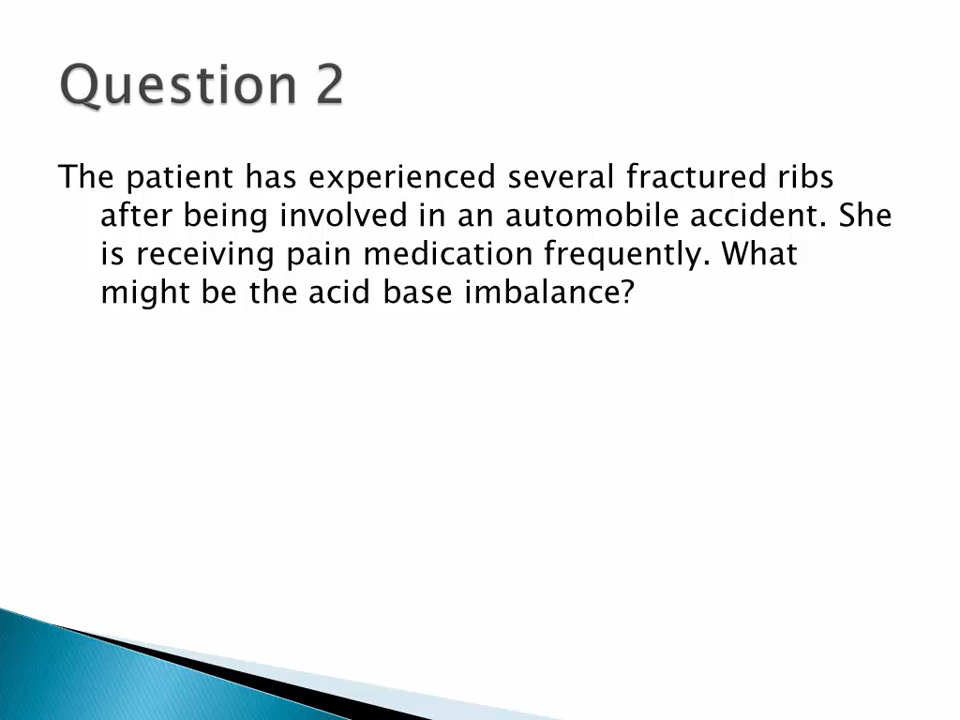 Question 2
The patient has experienced several fractured ribs
after being involved in an automobile accident. She
is receiving pain medication frequently. What
might be the acid base imbalance?